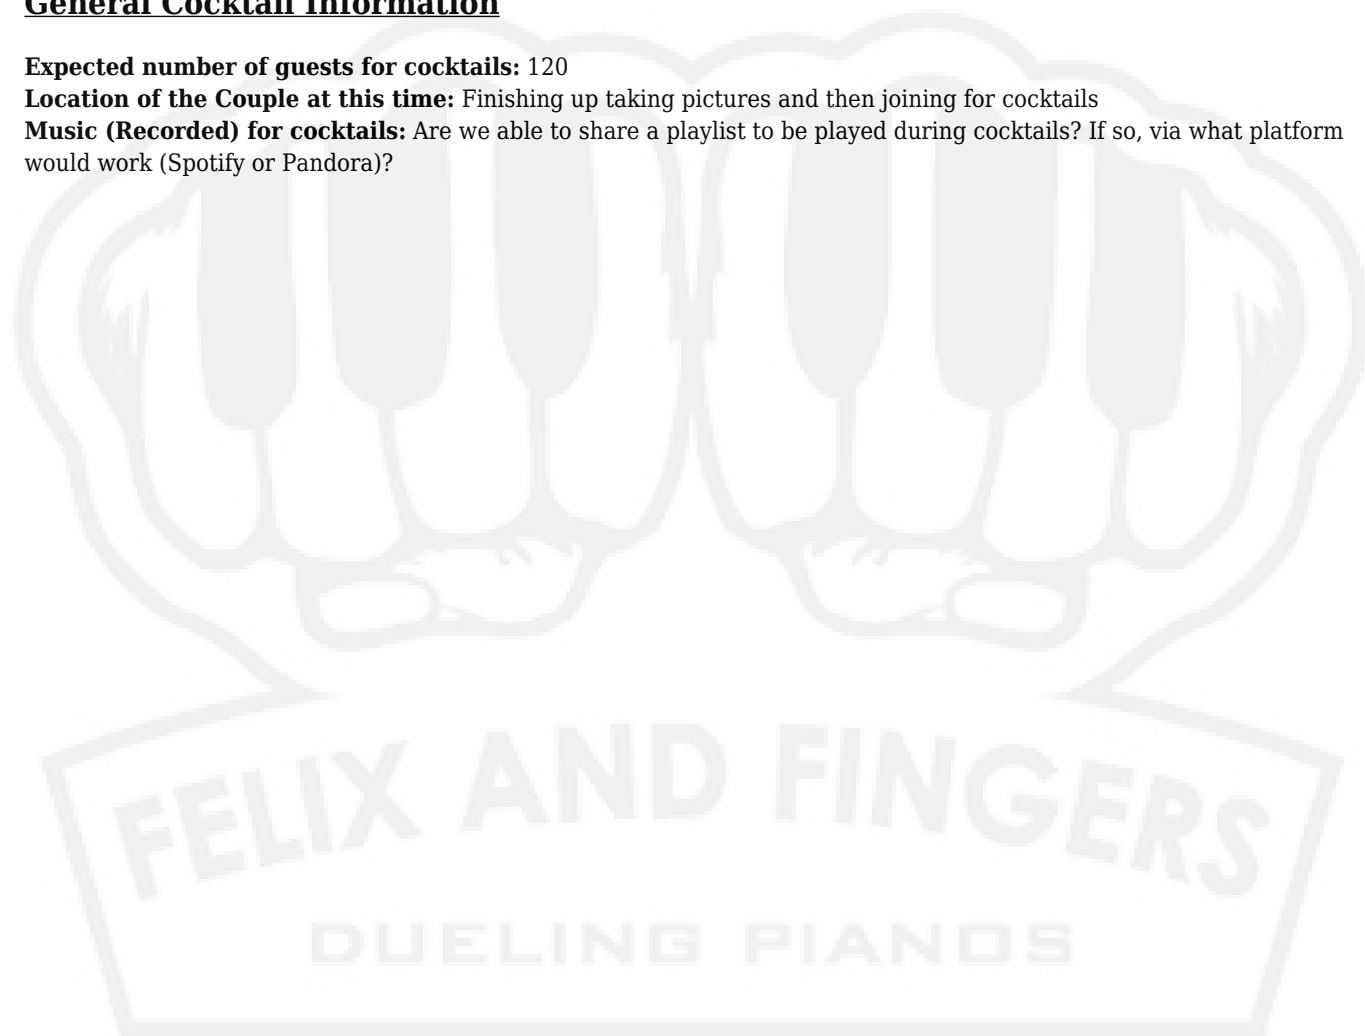 General Cocktail Information
Expected number of guests for cocktails: 120
Location of the Couple at this time: Finishing up taking pictures and then joining for cocktails
Music (Recorded) for cocktails: Are we able to share a playlist to be played during cocktails? If so, via what platform
would work (Spotify or Pandora)?
FELIX AND FINGERS
DUELING PIANOS